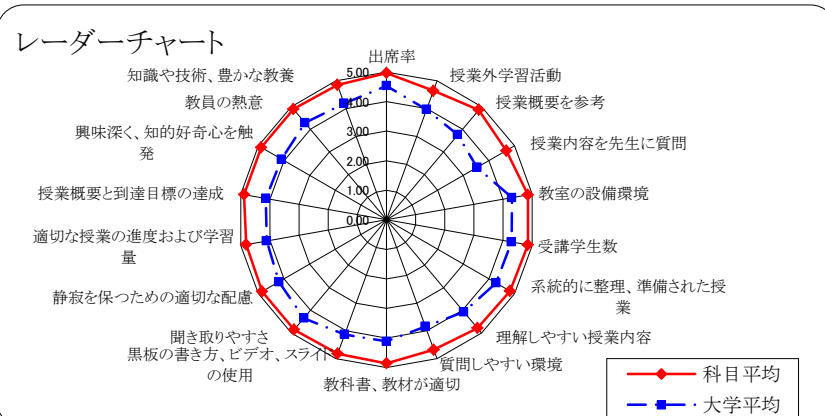 レーダーチャート
出席率
授業外学習活動
授業概要を参考
授業内容を先生に質問
教室の設備環境
受講学生数
系統的に整理、準備された授
業
理解しやすい授業内容
質問しやすい環境
教科書、教材が適切
黒板の書き方、ビデオ、スライド
の使用
聞き取りやすさ
静寂を保つための適切な配慮
適切な授業の進度および学習
量
授業概要と到達目標の達成
興味深く、知的好奇心を触
発
教員の熱意
知識や技術、豊かな教養
5.00
4.00
3.00
2.00
1.00
0.00
科目平均
大学平均